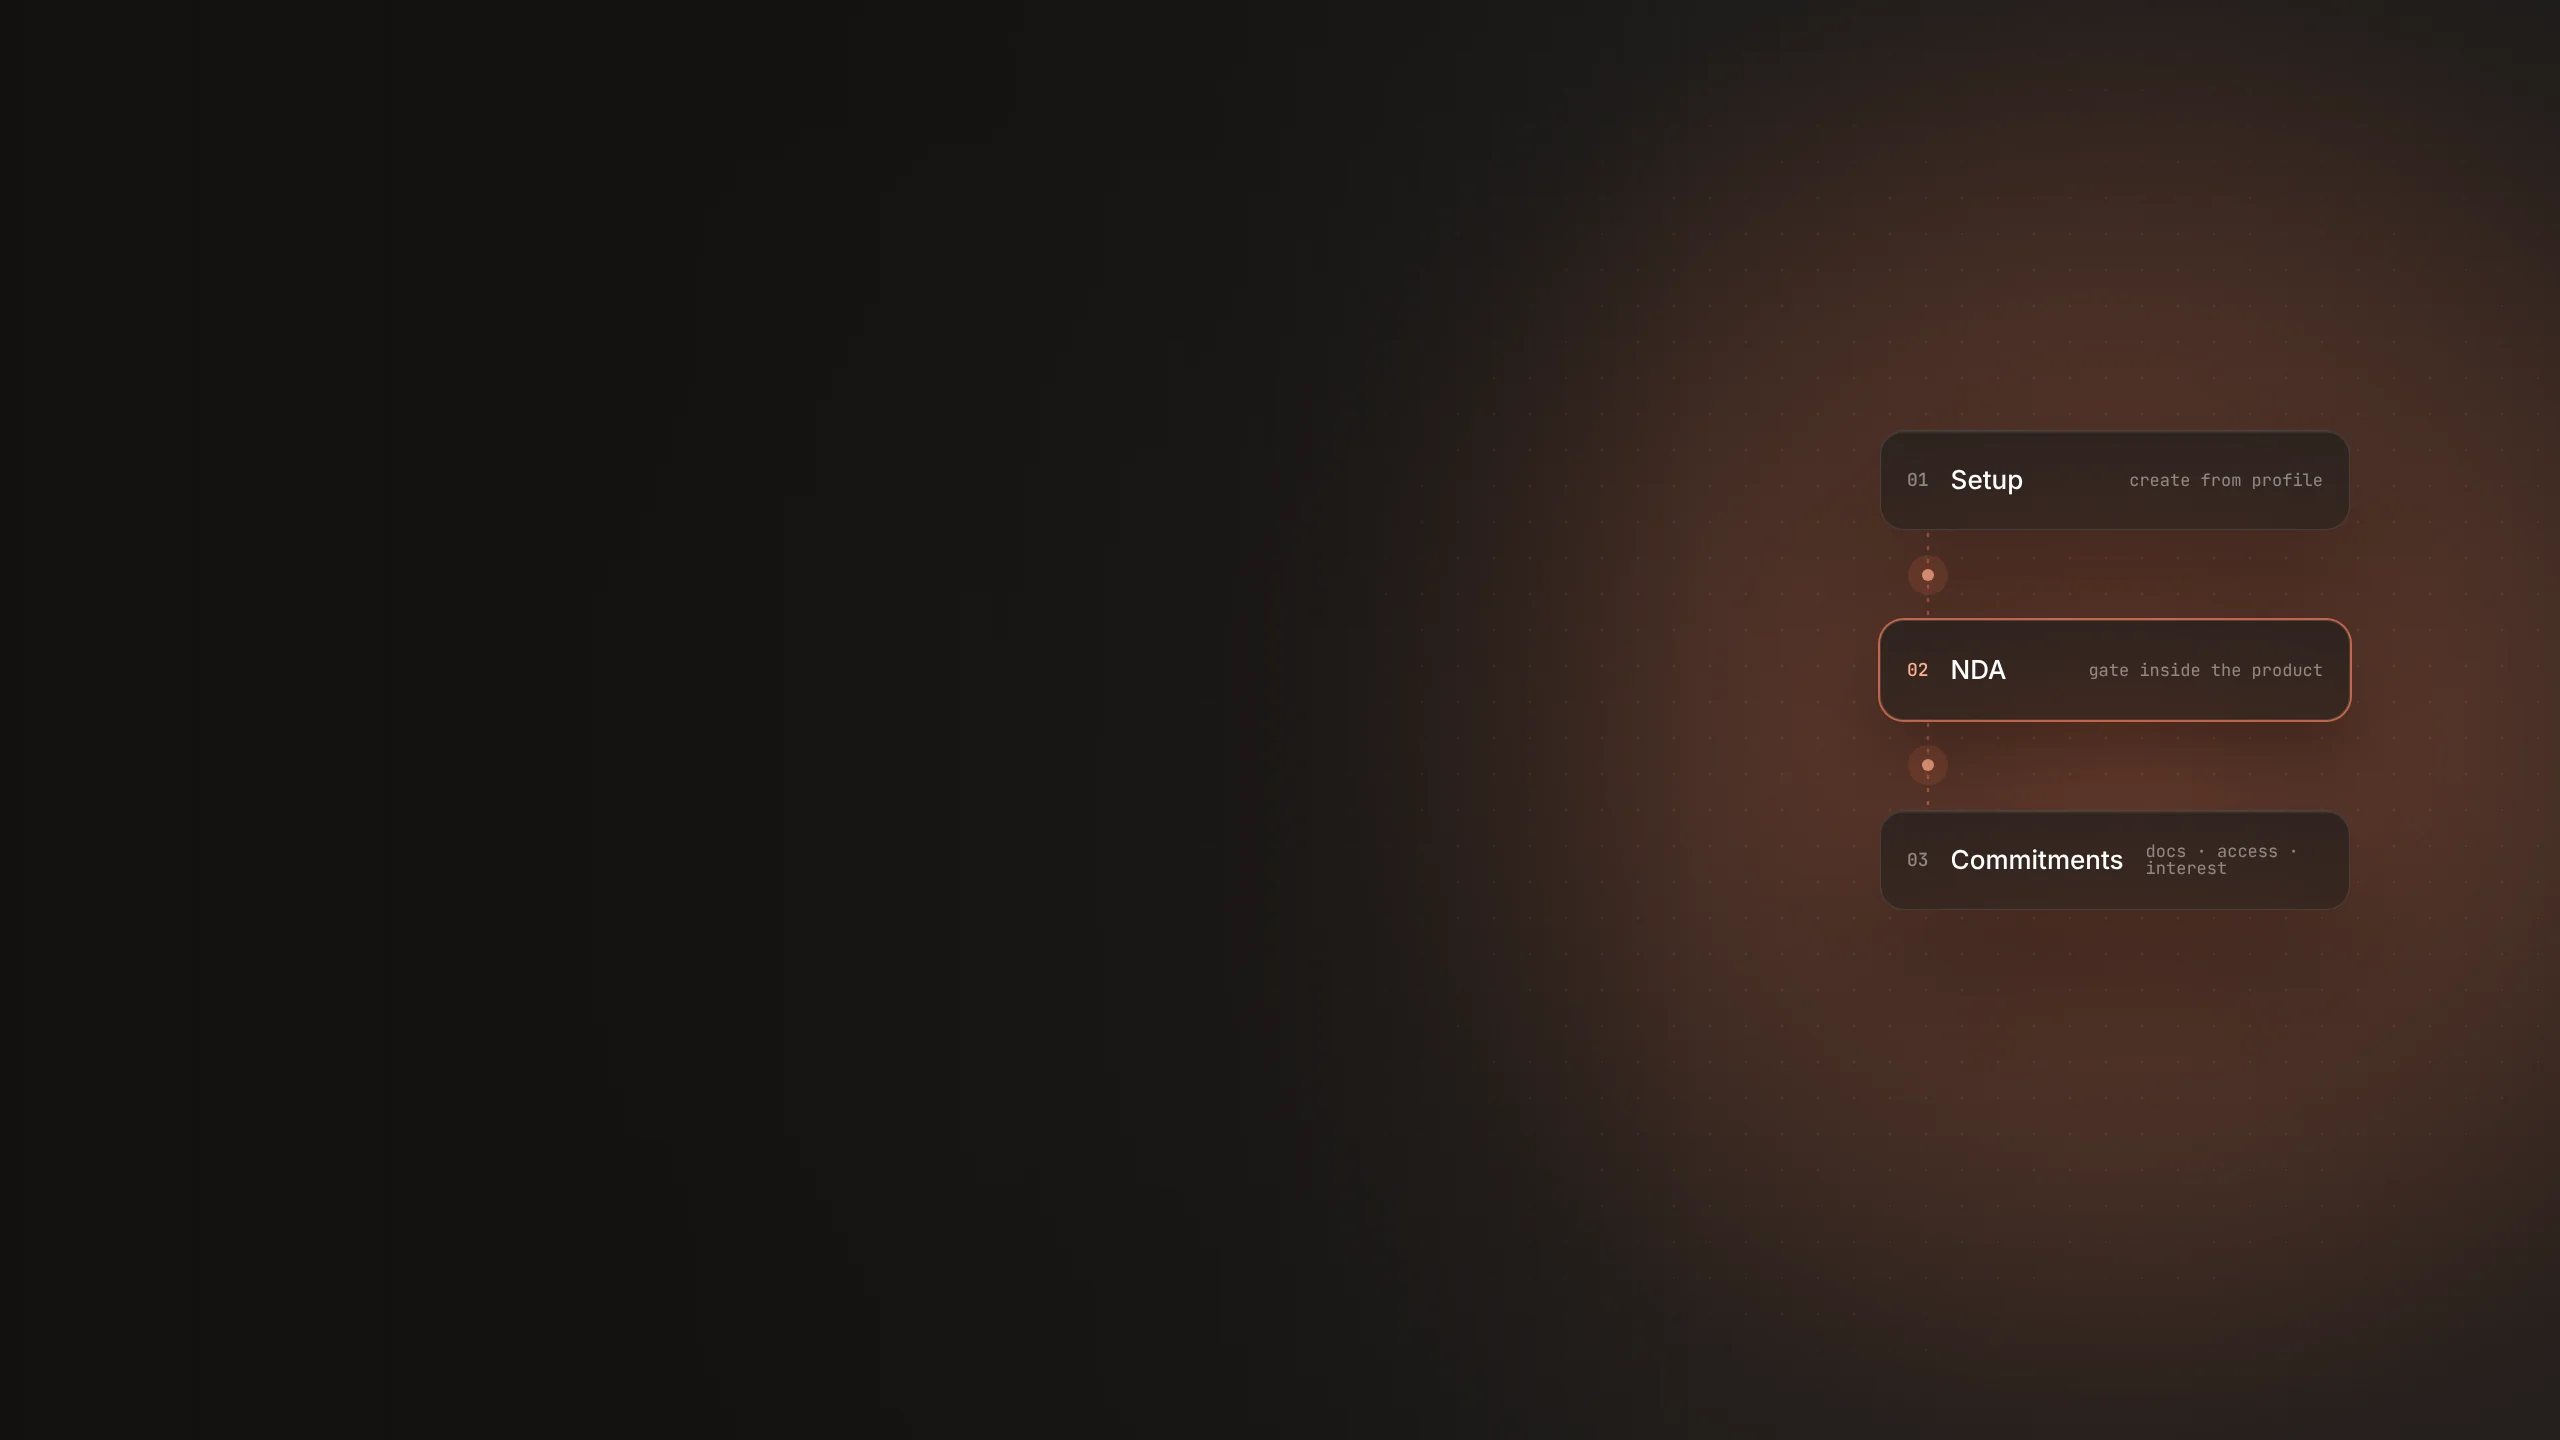 01 Setup create from profile
02 NDA gate inside the product
03 Commitments docs · access ·
interest